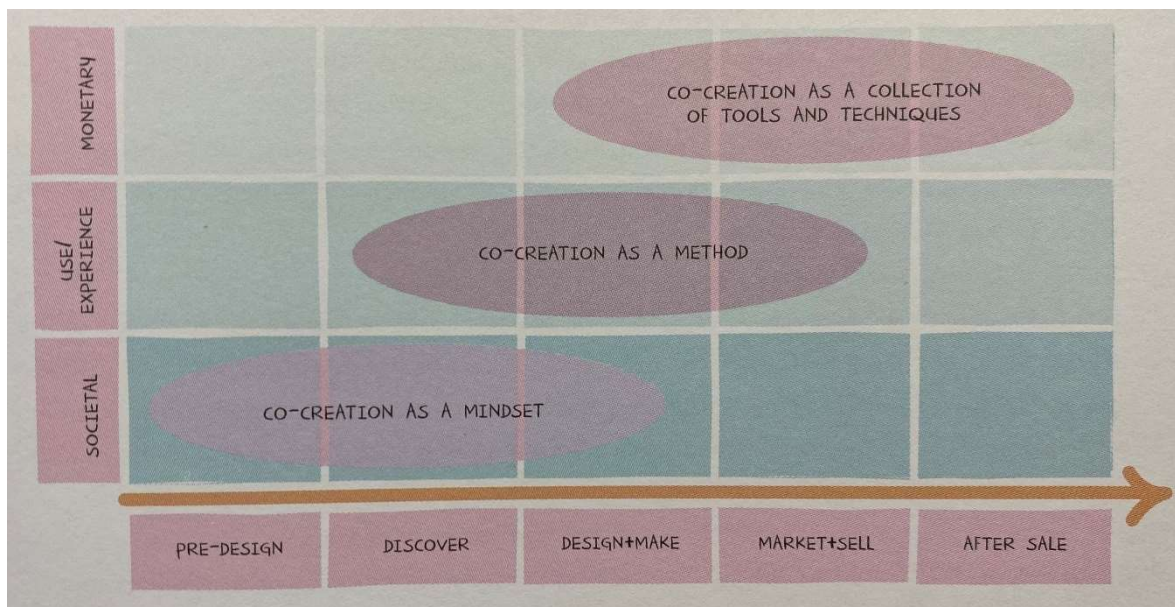 MONETARY
CO-CREATION AS A COLLECTION
OF TOOLS AND TECHNIQUES
USE/
EXPERIENCE
CO-CREATION AS A METHOD
SOCIETAL
CO-CREATION AS A MINDSET
PRE-DESIGN
DISCOVER
DESIGN+MAKE
MARKET+SELL
AFTER SALE